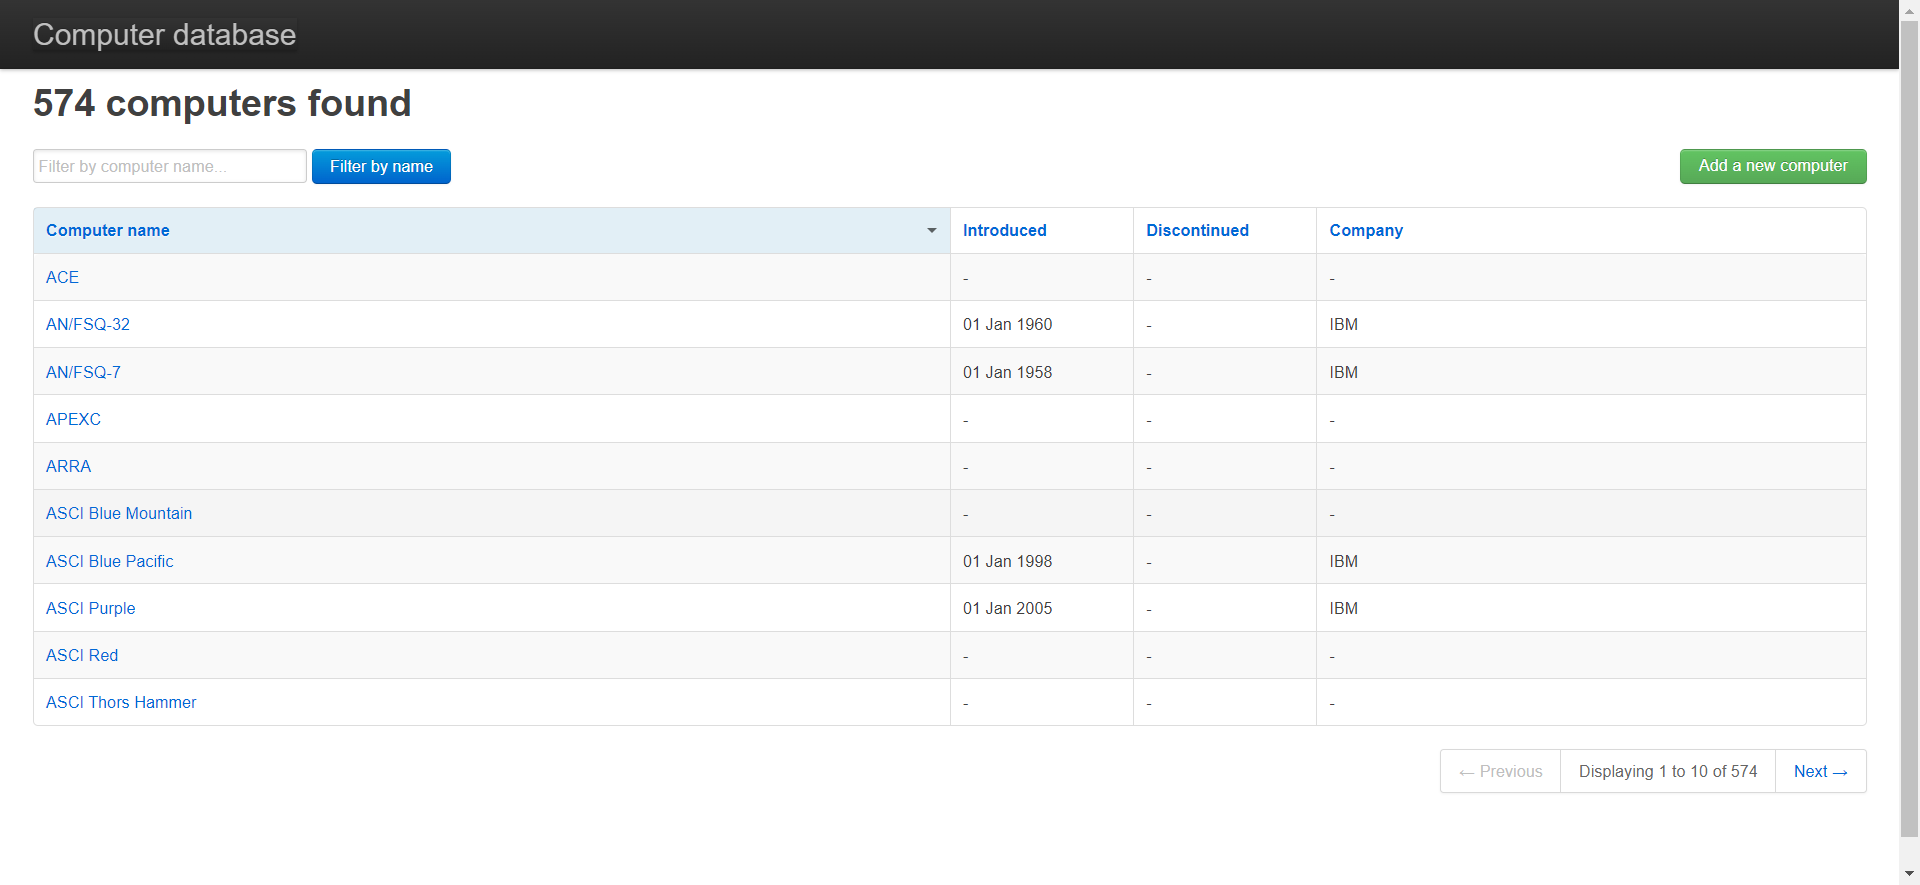 Computer database
574 computers found
Filter by computer name... Filter by name Add a new computer
Computer name Introduced Discontinued Company
ACE - - -
AN/FSQ-32 01 Jan 1960 - IBM
AN/FSQ-7 01 Jan 1958 - IBM
APEXC - - -
ARRA - - -
ASCI Blue Mountain - - -
ASCI Blue Pacific 01 Jan 1998 - IBM
ASCI Purple 01 Jan 2005 - IBM
ASCI Red - - -
ASCI Thors Hammer - - -
← Previous Displaying 1 to 10 of 574 Next →